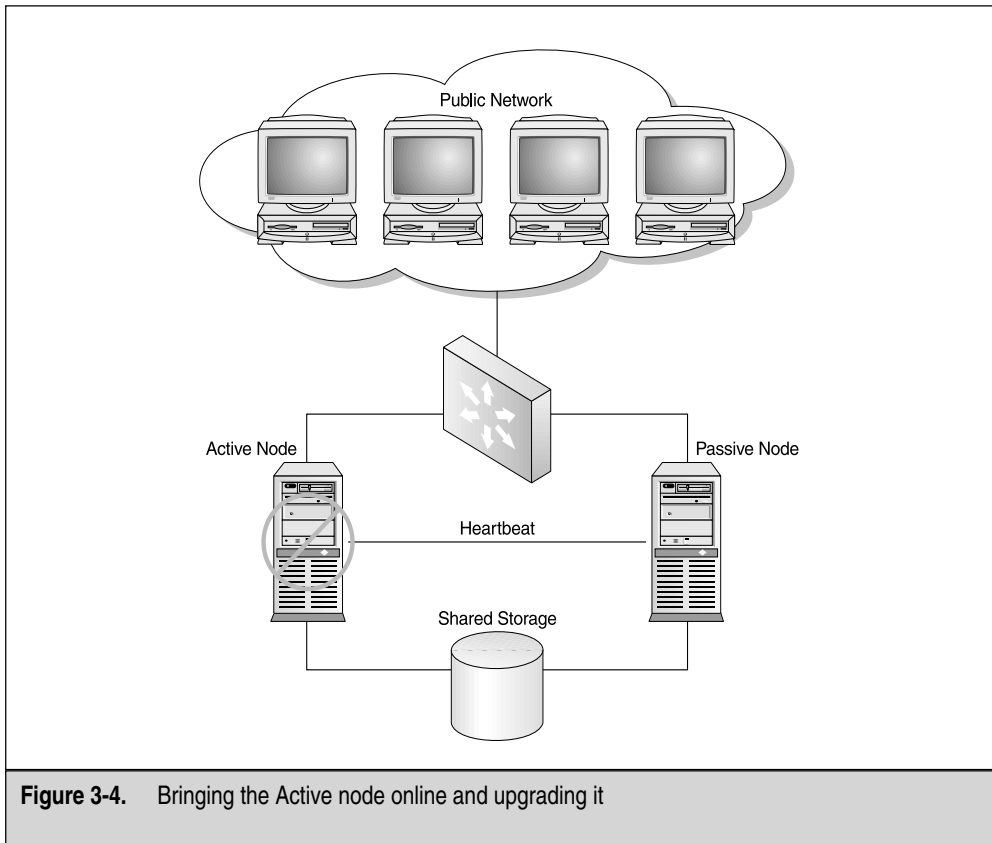 Public Network
Active Node
Passive Node
Heartbeat
Shared Storage
Figure 3-4. Bringing the Active node online and upgrading it